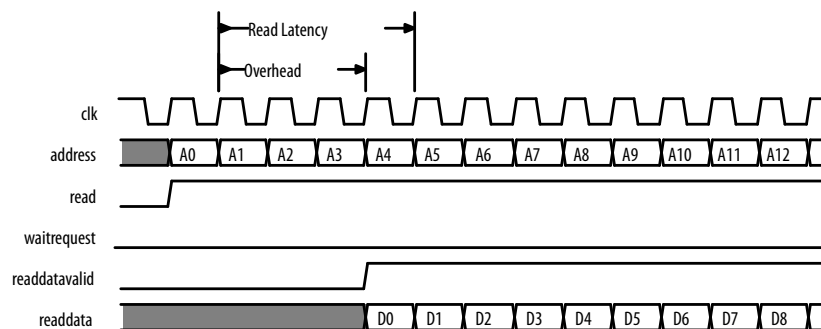 Read Latency
Overhead
clk
address A0 A1 A2 A3 A4 A5 A6 A7 A8 A9 A10 A11 A12
read
waitrequest
readdatavalid
readdata D0 D1 D2 D3 D4 D5 D6 D7 D8